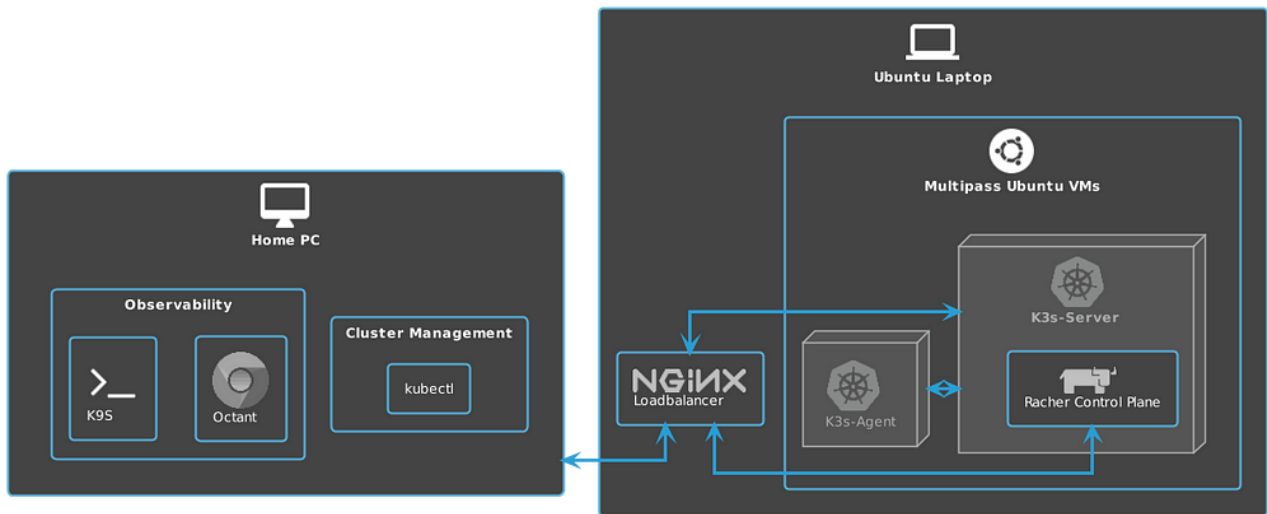 Ubuntu Laptop
Multipass Ubuntu VMs
Home PC
Observability
K9S
Octant
Cluster Management
kubectl
NGiNX
Loadbalancer
K3s-Agent
K3s-Server
Racher Control Plane